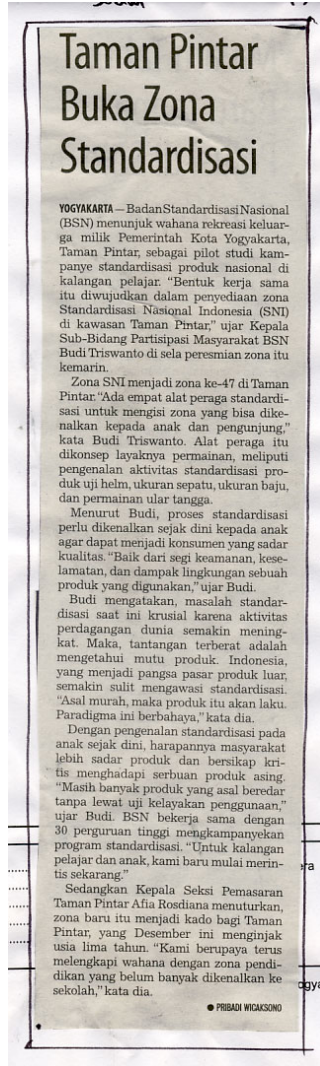 Taman Pintar
Buka Zona
Standardisasi
YOGYAKARTA — Badan Standardisasi Nasional
(BSN) menunjuk wahana rekreasi keluar-
ga milik Pemerintah Kota Yogyakarta,
Taman Pintar, sebagai pilot studi kam-
panye standardisasi produk nasional di
kalangan pelajar. “Bentuk kerja sama
itu diwujudkan dalam penyediaan zona
Standardisasi Nasional Indonesia (SNI)
di kawasan Taman Pintar,” ujar Kepala
Sub-Bidang Partisipasi Masyarakat BSN
Budi Triswanto di sela peresmian zona itu
kemarin.
Zona SNI menjadi zona ke-47 di Taman
Pintar. “Ada empat alat peraga standardi-
sasi untuk mengisi zona yang bisa dike-
nalkan kepada anak dan pengunjung,”
kata Budi Triswanto. Alat peraga itu
dikonsep layaknya permainan, meliputi
pengenalan aktivitas standardisasi pro-
duk uji helm, ukuran sepatu, ukuran baju,
dan permainan ular tangga.
Menurut Budi, proses standardisasi
perlu dikenalkan sejak dini kepada anak
agar dapat menjadi konsumen yang sadar
kualitas. “Baik dari segi keamanan, kese-
lamatan, dan dampak lingkungan sebuah
produk yang digunakan,” ujar Budi.
Budi mengatakan, masalah standar-
disasi saat ini krusial karena aktivitas
perdagangan dunia semakin mening-
kat. Maka, tantangan terberat adalah
mengetahui mutu produk. Indonesia,
yang menjadi pangsa pasar produk luar,
semakin sulit mengawasi standardisasi.
“Asal murah, maka produk itu akan laku.
Paradigma ini berbahaya,” kata dia.
Dengan pengenalan standardisasi pada
anak sejak dini, harapannya masyarakat
lebih sadar produk dan bersikap kri-
tis menghadapi serbuan produk asing.
“Masih banyak produk yang asal beredar
tanpa lewat uji kelayakan penggunaan,”
ujar Budi. BSN bekerja sama dengan
30 perguruan tinggi mengkampanyekan
program standardisasi. “Untuk kalangan
pelajar dan anak, kami baru mulai merin-
tis sekarang.”
Sedangkan Kepala Seksi Pemasaran
Taman Pintar Afia Rosdiana menuturkan,
zona baru itu menjadi kado bagi Taman
Pintar, yang Desember ini menginjak
usia lima tahun. “Kami berupaya terus
melengkapi wahana dengan zona pendi-
dikan yang belum banyak dikenalkan ke
sekolah,” kata dia.
● PRIBADI WICAKSONO